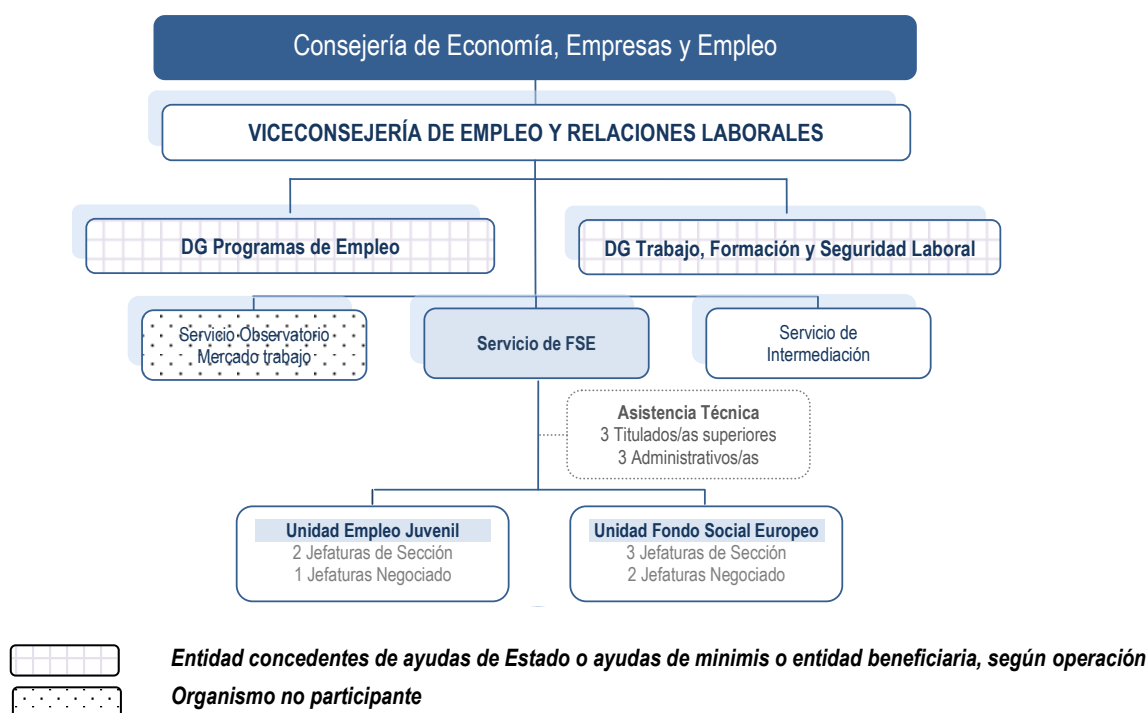 Consejería de Economía, Empresas y Empleo
VICECONSEJERÍA DE EMPLEO Y RELACIONES LABORALES
DG Programas de Empleo
DG Trabajo, Formación y Seguridad Laboral
Servicio Observatorio
Mercado trabajo
Servicio de FSE
Servicio de
Intermediación
Asistencia Técnica
3 Titulados/as superiores
3 Administrativos/as
Unidad Empleo Juvenil
2 Jefaturas de Sección
1 Jefaturas Negociado
Unidad Fondo Social Europeo
3 Jefaturas de Sección
2 Jefaturas Negociado
Entidad concedentes de ayudas de Estado o ayudas de minimis o entidad beneficiaria, según operación
Organismo no participante